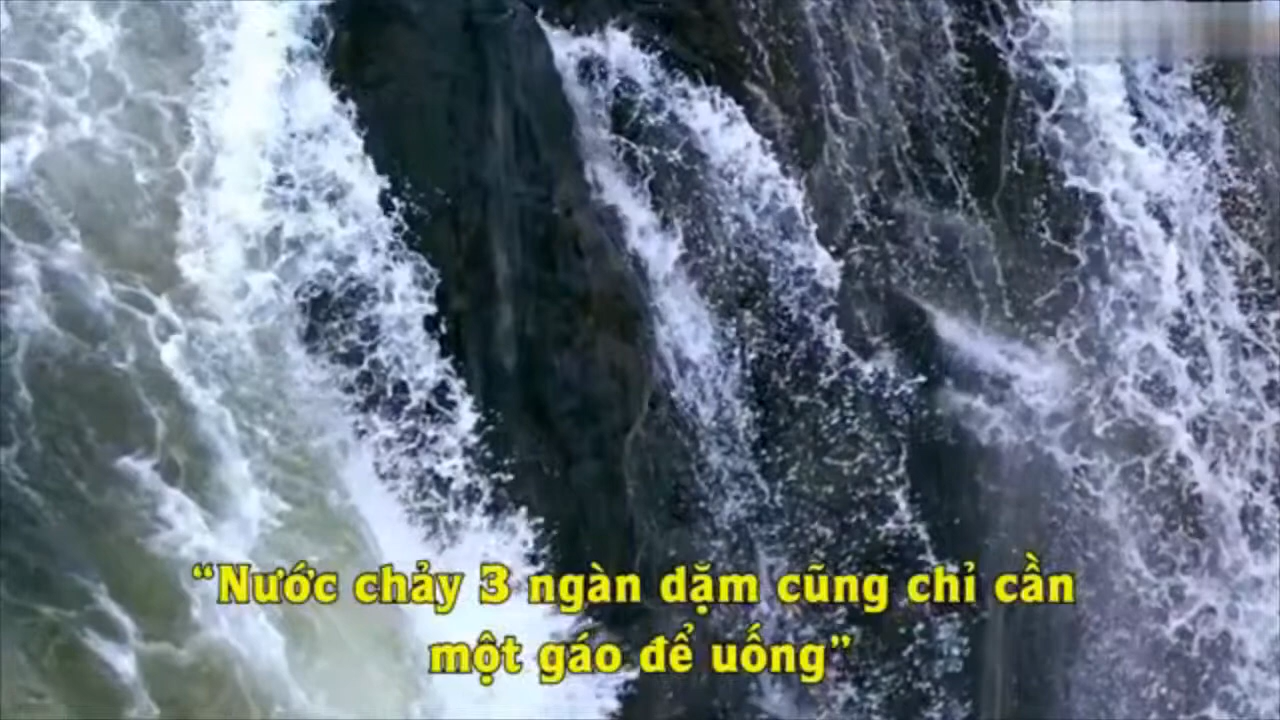 “Nước chảy 3 ngàn dặm cũng chỉ cần
một gáo để uống”